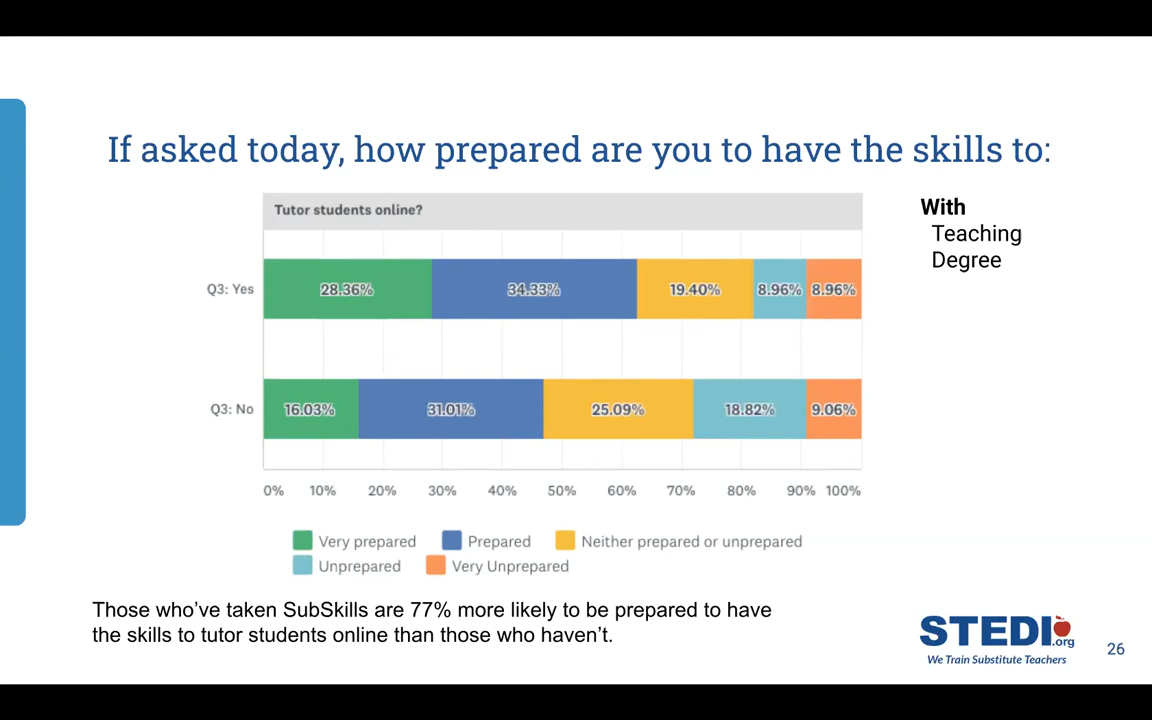 If asked today, how prepared are you to have the skills to:
Tutor students online?
With
Teaching
Degree
Q3: Yes
28.36%
34.33%
19.40%
8.96%
8.96%
Q3: No
16.03%
31.01%
25.09%
18.82%
9.06%
0% 10% 20% 30% 40% 50% 60% 70% 80% 90% 100%
Very prepared Prepared Neither prepared or unprepared
Unprepared Very Unprepared
Those who’ve taken SubSkills are 77% more likely to be prepared to have
the skills to tutor students online than those who haven’t.
STEDI.org
We Train Substitute Teachers
26